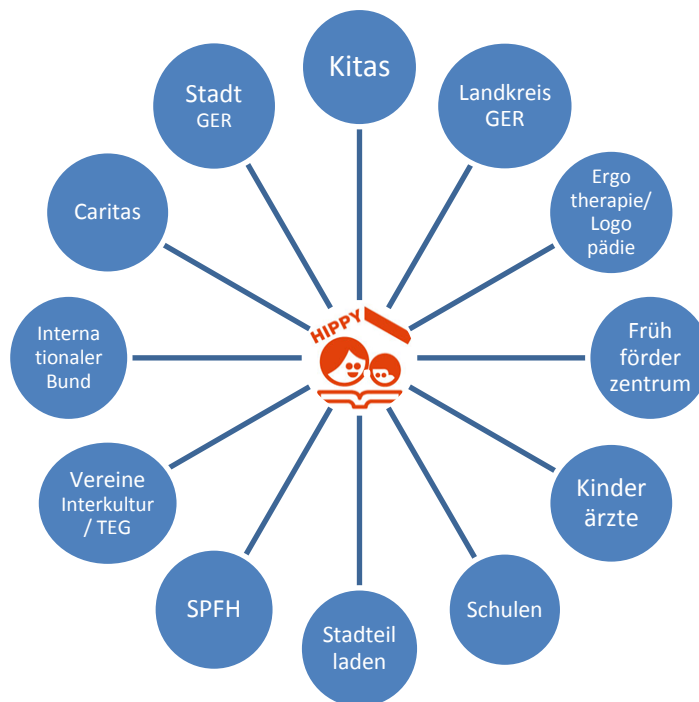 Kitas
Landkreis
GER
Ergo
therapie/
Logo
pädie
Früh
förder
zentrum
Kinder
ärzte
Schulen
Stadteil
laden
SPFH
Vereine
Interkultur
/ TEG
Interna
tionaler
Bund
Caritas
Stadt
GER
HIPPY